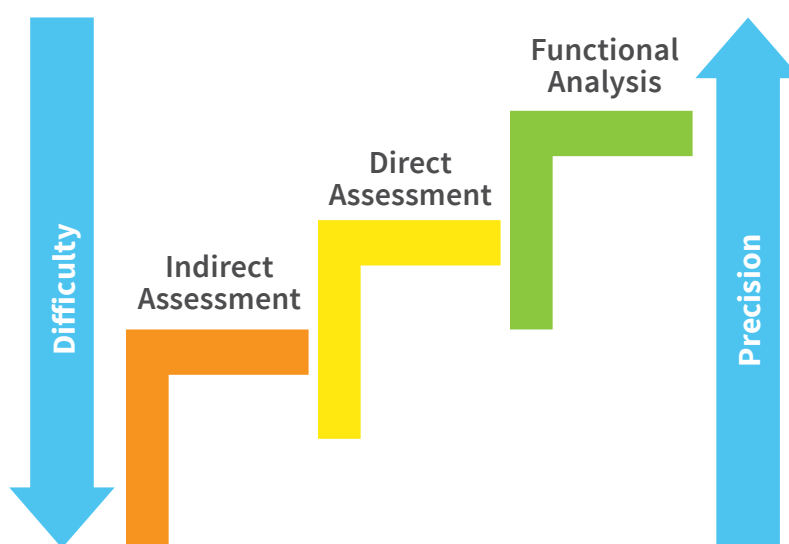 Functional
Analysis
Direct
Assessment
Indirect
Assessment
Difficulty
Precision